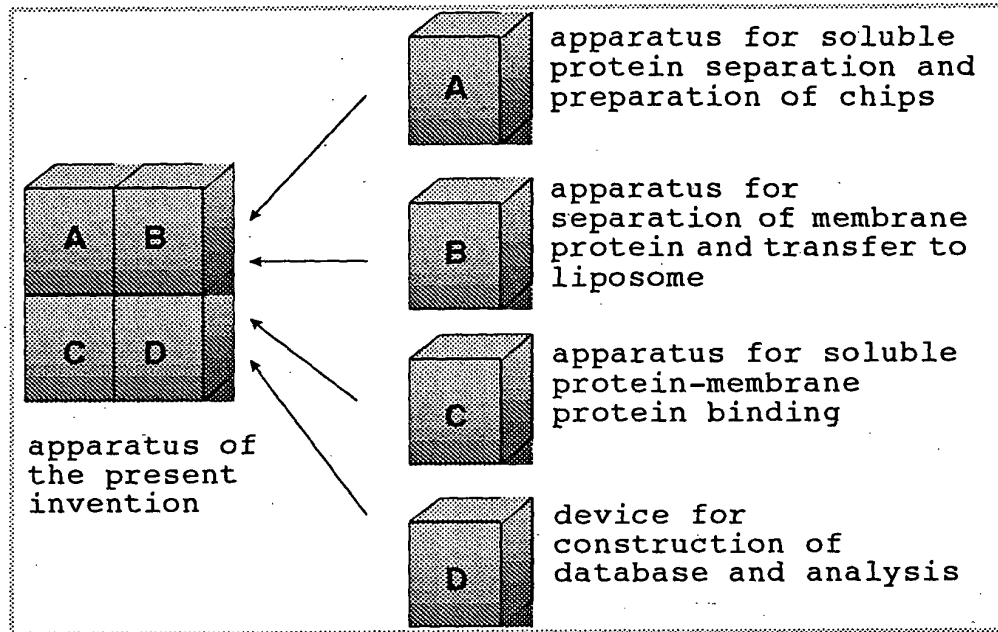 A
apparatus for soluble
protein separation and
preparation of chips
A B
C D
apparatus of
the present
invention
B
apparatus for
separation of membrane
protein and transfer to
liposome
C
apparatus for soluble
protein-membrane
protein binding
D
device for
construction of
database and analysis